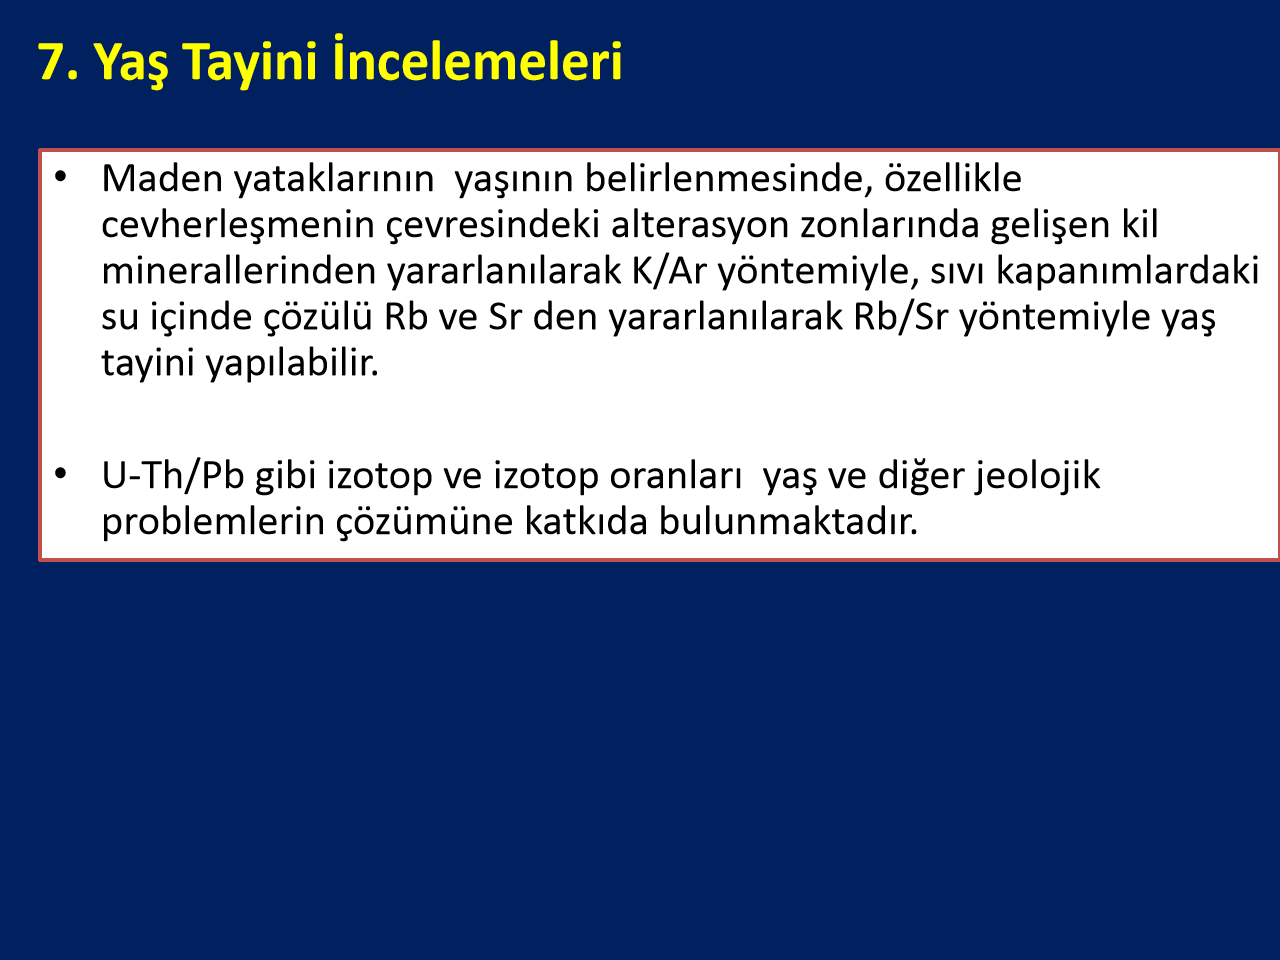 7. Yaş Tayini İncelemeleri
• Maden yataklarının  yaşının belirlenmesinde, özellikle
cevherleşmenin çevresindeki alterasyon zonlarında gelişen kil
minerallerinden yararlanılarak K/Ar yöntemiyle, sıvı kapanımlardaki
su içinde çözülü Rb ve Sr den yararlanılarak Rb/Sr yöntemiyle yaş
tayini yapılabilir.
• U-Th/Pb gibi izotop ve izotop oranları  yaş ve diğer jeolojik
problemlerin çözümüne katkıda bulunmaktadır.